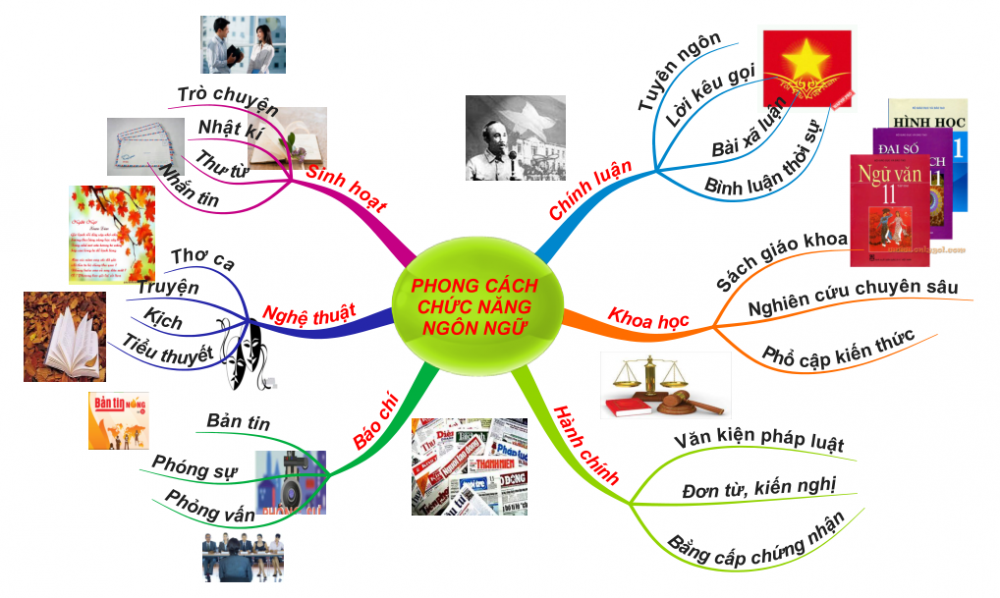 PHONG CÁCH
CHỨC NĂNG
NGÔN NGỮ
Sinh hoạt
Trò chuyện
Nhật kí
Thư từ
Nhắn tin
Nghệ thuật
Thơ ca
Truyện
Kịch
Tiểu thuyết
Báo chí
Bản tin
Phóng sự
Phỏng vấn
Chính luận
Tuyên ngôn
Lời kêu gọi
Bài xã luận
Bình luận thời sự
Khoa học
Sách giáo khoa
Nghiên cứu chuyên sâu
Phổ cập kiến thức
Hành chính
Văn kiện pháp luật
Đơn từ, kiến nghị
Bằng cấp chứng nhận
HÌNH HỌC
ĐẠI SỐ
Ngữ văn
11
Bản tin NÓNG
THANH NIÊN